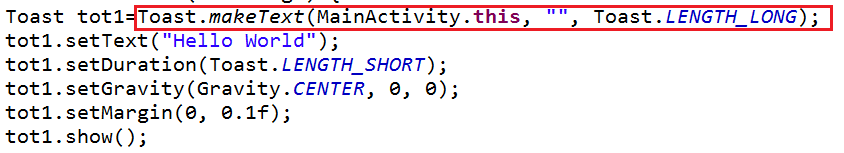 Toast tot1=Toast.makeText(MainActivity.this, "", Toast.LENGTH_LONG);
tot1.setText("Hello World");
tot1.setDuration(Toast.LENGTH_SHORT);
tot1.setGravity(Gravity.CENTER, 0, 0);
tot1.setMargin(0, 0.1f);
tot1.show();